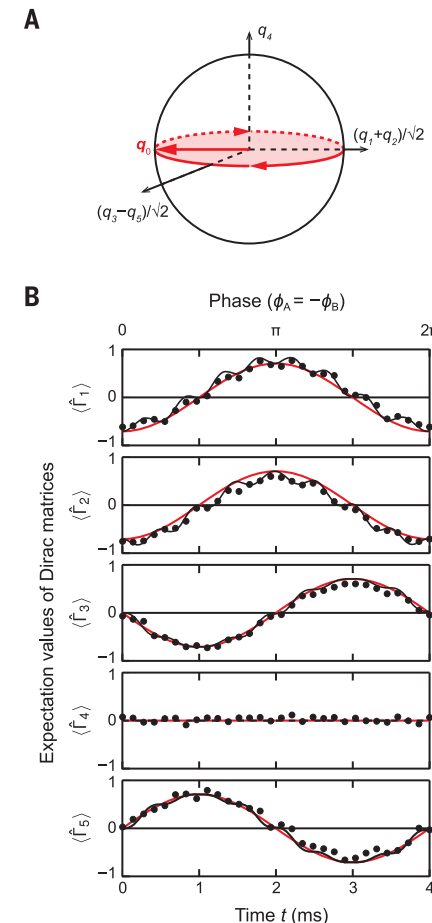 A
q₄
q₀
(q₁+q₂)/√2
(q₃−q₅)/√2
B
Phase (ϕ_A = −ϕ_B)
0 π 2π
Expectation values of Dirac matrices
⟨Γ̂₁⟩
1
0
−1
⟨Γ̂₂⟩
1
0
−1
⟨Γ̂₃⟩
1
0
−1
⟨Γ̂₄⟩
1
0
−1
⟨Γ̂₅⟩
1
0
−1
0 1 2 3 4
Time t (ms)